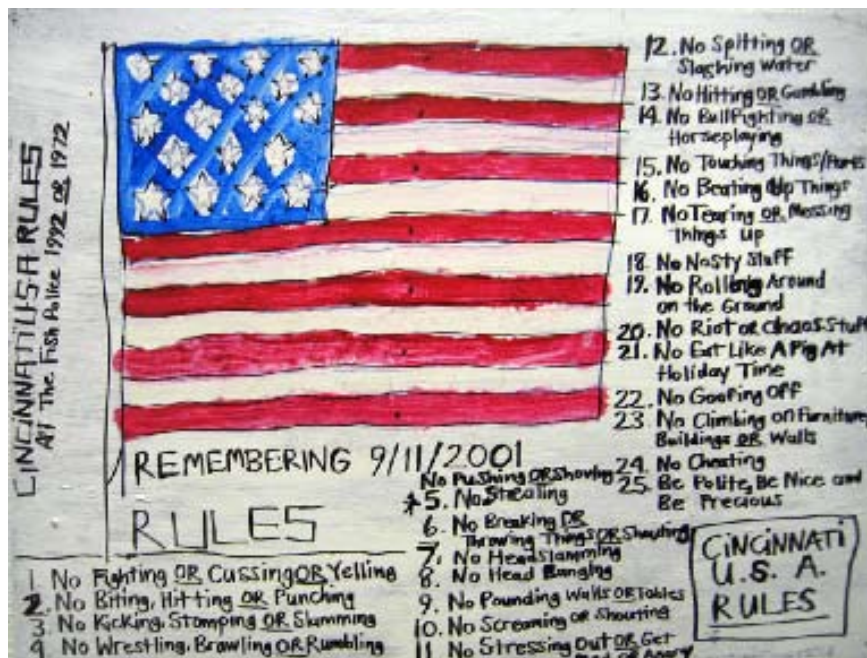 CINCINNATI U.S.A RULES
AT The Fish Police 1992 OR 1972
REMEMBERING 9/11/2001
RULES
1. No Fighting OR Cussing OR Yelling
2. No Biting, Hitting OR Punching
3. No Kicking, Stomping OR Slamming
4. No Wrestling, Brawling OR Rumbling
No Pushing OR Shoving
5. No Stealing
6. No Breaking OR
Throwing Things OR Shouting
7. No Head Slamming
8. No Head Banging
9. No Pounding Walls OR Tables
10. No Screaming OR Shouting
11 No Stressing Out OR Get
OR Angry
12. No Spitting OR
Slashing Water
13. No Hitting OR Gambling
14. No Bull Fighting OR
Horseplaying
15. No Touching Things/
16. No Beating Up Things
17. No Tearing OR Messing
Things Up
18. No Nasty Stuff
19. No Rolling Around
on the Ground
20. No Riot or Chaos Stuff
21. No Eat Like A Pig At
Holiday Time
22. No Goofing Off
23. No Climbing on Furniture,
Buildings OR Walls
24. No Cheating
25. Be Polite, Be Nice and
Be Precious
CiNCiNNATi
U.S.A.
RULES